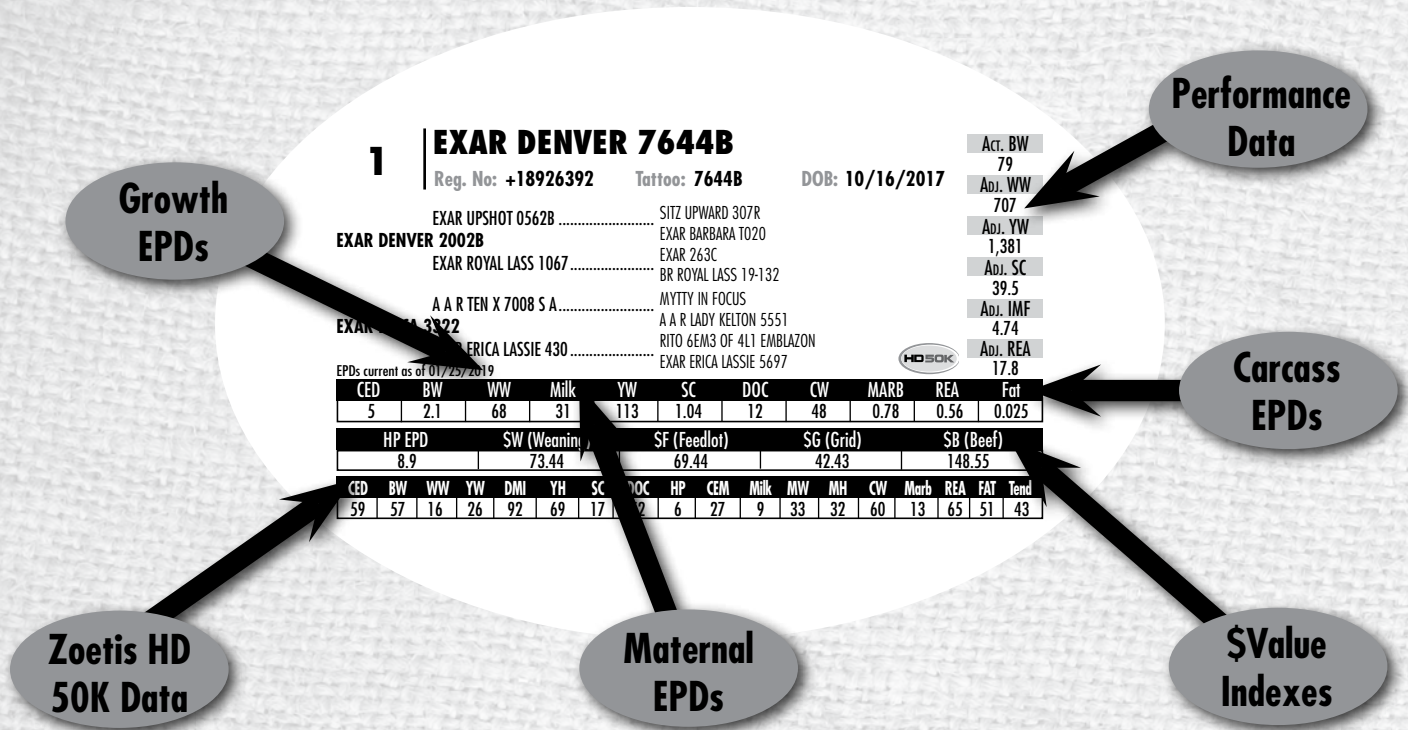 Performance
Data
Growth
EPDs
1
EXAR DENVER 7644B
Reg. No: +18926392 Tattoo: 7644B DOB: 10/16/2017
EXAR UPSHOT 0562B
EXAR DENVER 2002B
EXAR ROYAL LASS 1067
A A R TEN X 7008 S A
EXAR 3322
ERICA LASSIE 430
SITZ UPWARD 307R
EXAR BARBARA T020
EXAR 263C
BR ROYAL LASS 19-132
MYTTY IN FOCUS
A A R LADY KELTON 5551
RITO 6EM3 OF 4L1 EMBLAZON
EXAR ERICA LASSIE 5697
HD50K
Act. BW
79
Adj. WW
707
Adj. YW
1,381
Adj. SC
39.5
Adj. IMF
4.74
Adj. REA
17.8
EPDs current as of 01/25/2019
CED BW WW Milk YW SC DOC CW MARB REA Fat
5 2.1 68 31 113 1.04 12 48 0.78 0.56 0.025
HP EPD $W (Weaning) $F (Feedlot) $G (Grid) $B (Beef)
8.9 73.44 69.44 42.43 148.55
CED BW WW YW DMI YH SC DOC HP CEM Milk MW MH CW Marb REA FAT Tend
59 57 16 26 92 69 17 6 27 9 33 32 60 13 65 51 43
Carcass
EPDs
Zoetis HD
50K Data
Maternal
EPDs
$Value
Indexes